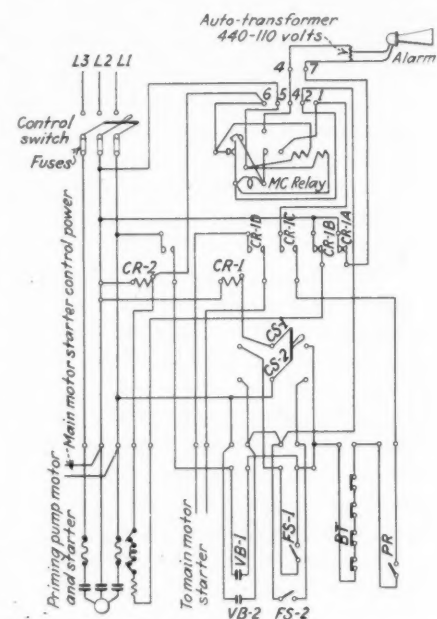 Auto-transformer
440-110 volts
Alarm
L3 L2 L1
4 7
6 5 4 2 1
Control
switch
Fuses
MC Relay
CR-1D
CR-1C
CR-1B
CR-1A
CR-2
CR-1
CS-1
CS-2
Main motor starter control power
Priming pump motor
and starter
To main motor
starter
VB-1
FS-1
BT
PR
VB-2
FS-2